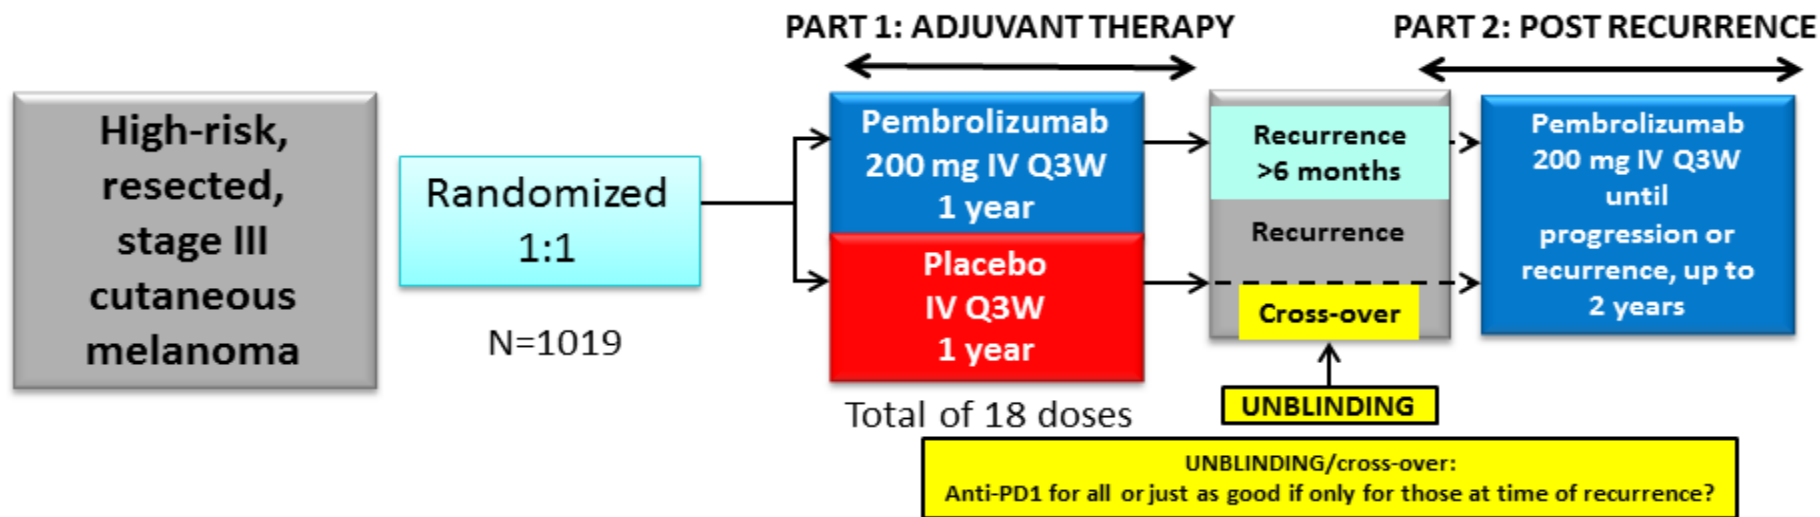 PART 1: ADJUVANT THERAPY
PART 2: POST RECURRENCE
High-risk,
resected,
stage III
cutaneous
melanoma
Randomized
1:1
N=1019
Pembrolizumab
200 mg IV Q3W
1 year
Placebo
IV Q3W
1 year
Total of 18 doses
Recurrence
>6 months
Recurrence
Cross-over
UNBLINDING
Pembrolizumab
200 mg IV Q3W
until
progression or
recurrence, up to
2 years
UNBLINDING/cross-over:
Anti-PD1 for all or just as good if only for those at time of recurrence?